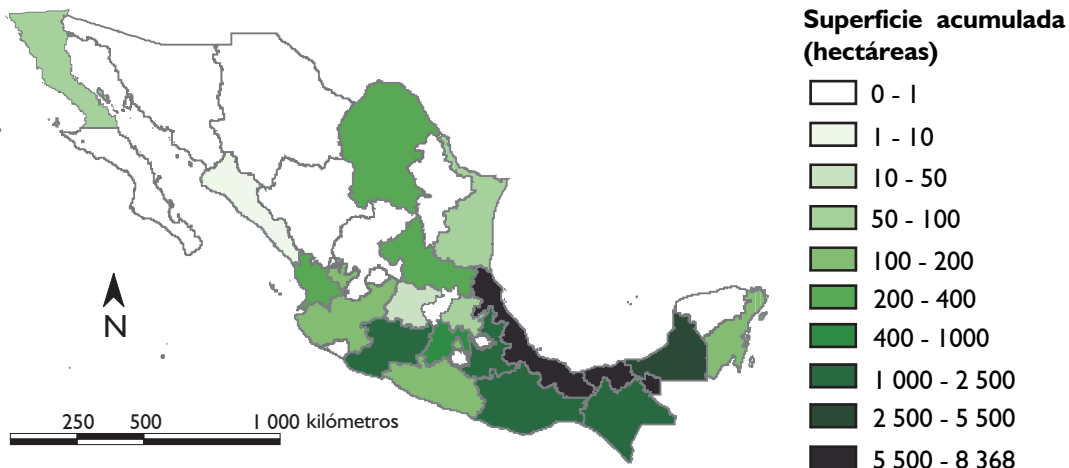 Superficie acumulada
(hectáreas)
0 - 1
1 - 10
10 - 50
50 - 100
100 - 200
200 - 400
400 - 1000
1 000 - 2 500
2 500 - 5 500
5 500 - 8 368
N
250 500 1 000 kilómetros